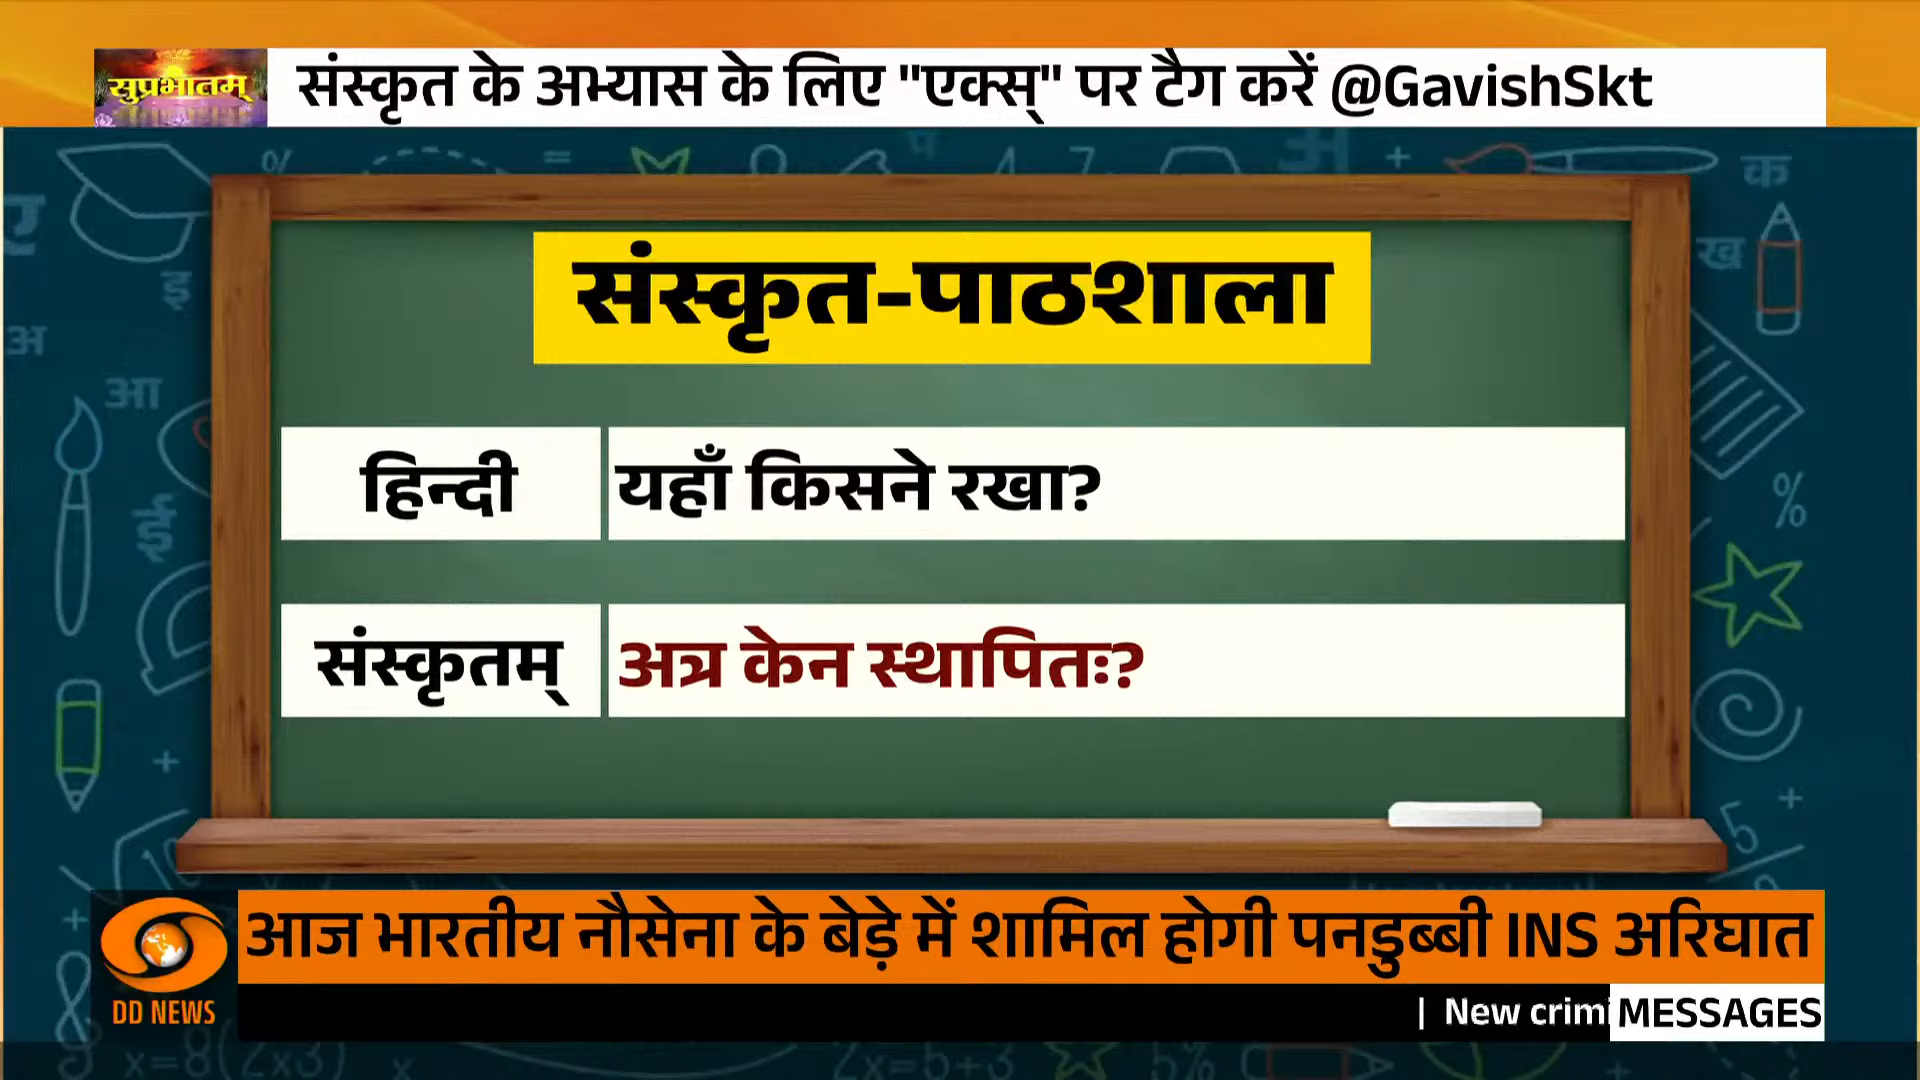 सुप्रभातम्
संस्कृत के अभ्यास के लिए "एक्स्" पर टैग करें @GavishSkt
संस्कृत-पाठशाला
हिन्दी
यहाँ किसने रखा?
संस्कृतम्
अत्र केन स्थापितः?
आज भारतीय नौसेना के बेड़े में शामिल होगी पनडुब्बी INS अरिघात
DD NEWS
| New crimi
MESSAGES